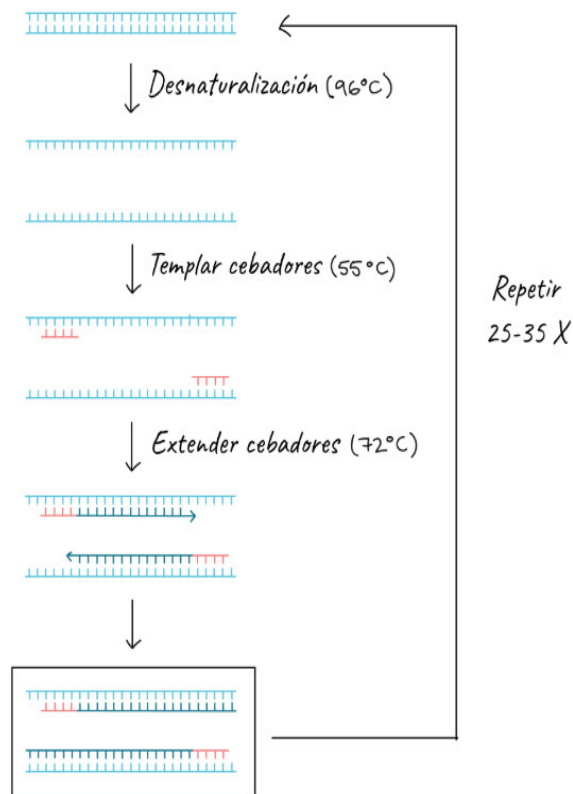 Desnaturalización (96°C)
Templar cebadores (55°C)
Repetir
25-35 X
Extender cebadores (72°C)